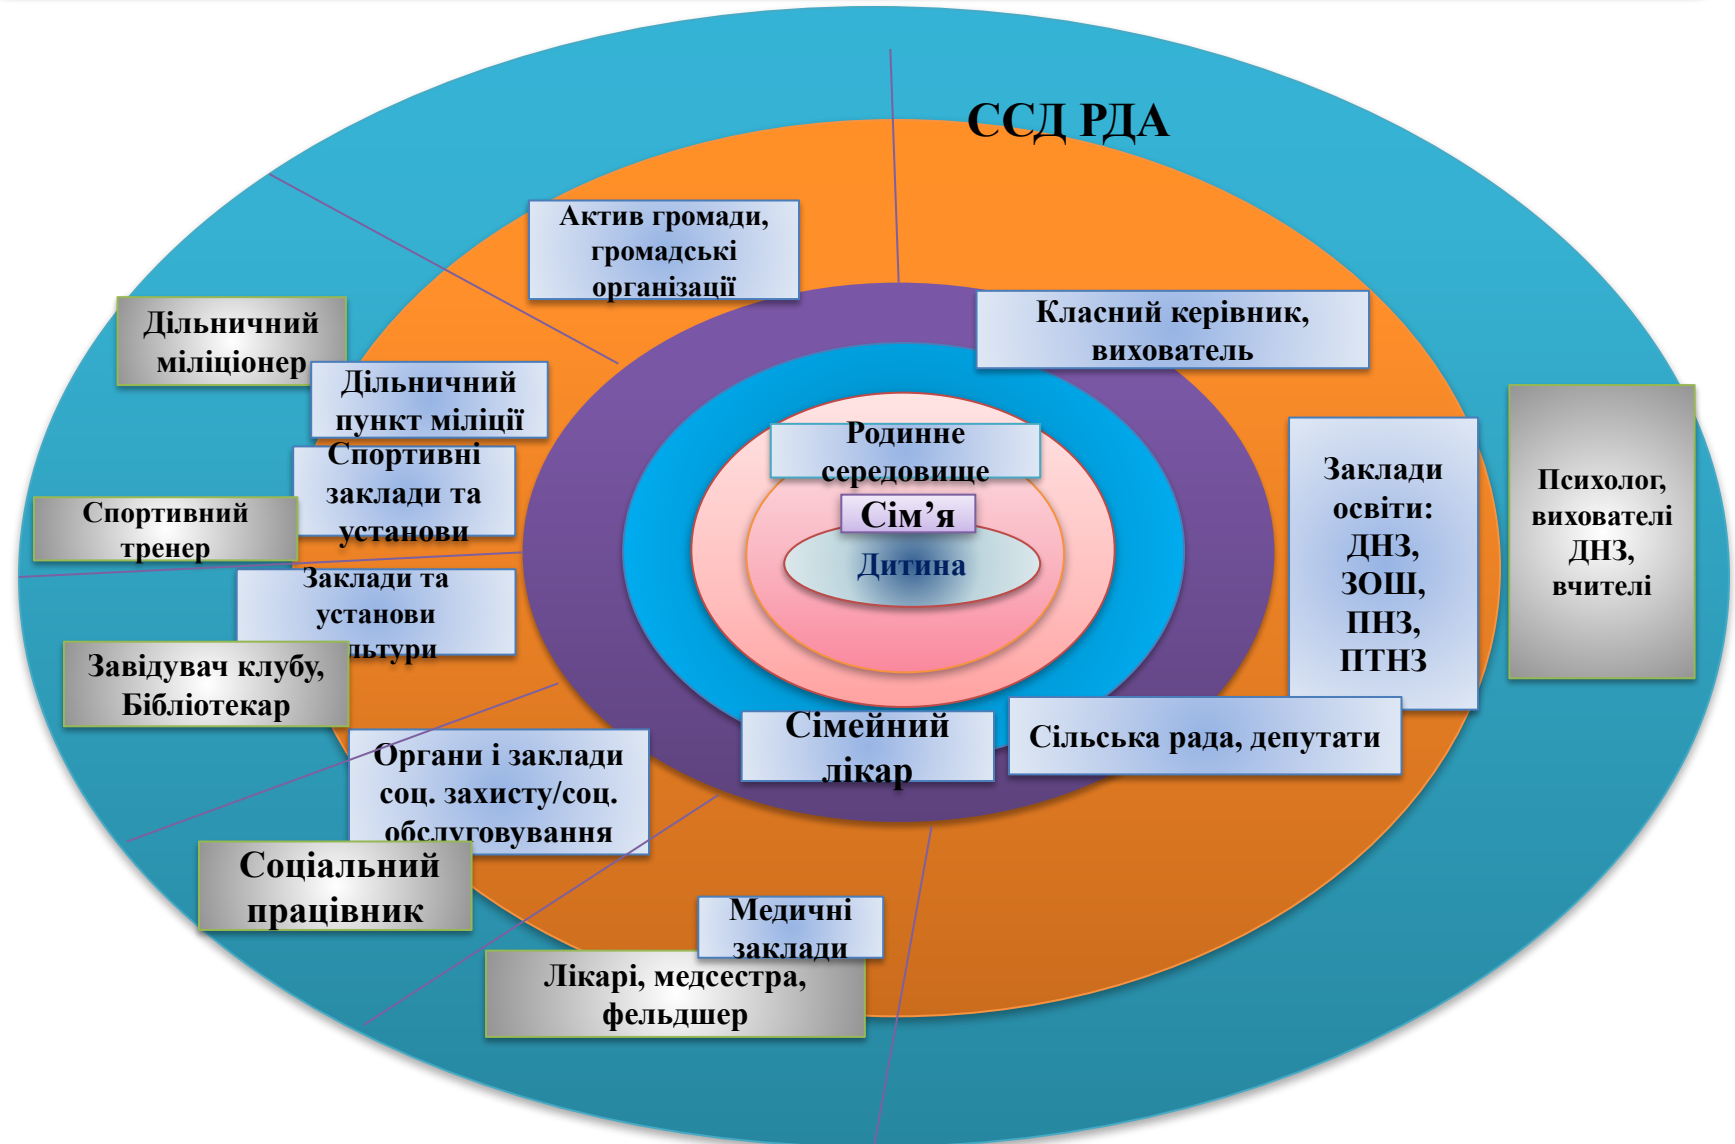 ССД РДА
Актив громади,
громадські
організації
Класний керівник,
вихователь
Дільничний
міліціонер
Дільничний
пункт міліції
Родинне
середовище
Спортивні
заклади та
установи
Заклади
освіти:
ДНЗ,
ЗОШ,
ПНЗ,
ПТНЗ
Психолог,
вихователі
ДНЗ,
вчителі
Сім’я
Спортивний
тренер
Дитина
Заклади та
установи
льтури
Завідувач клубу,
Бібліотекар
Сімейний
лікар
Сільська рада, депутати
Органи і заклади
соц. захисту/соц.
обслуговування
Соціальний
працівник
Медичні
заклади
Лікарі, медсестра,
фельдшер